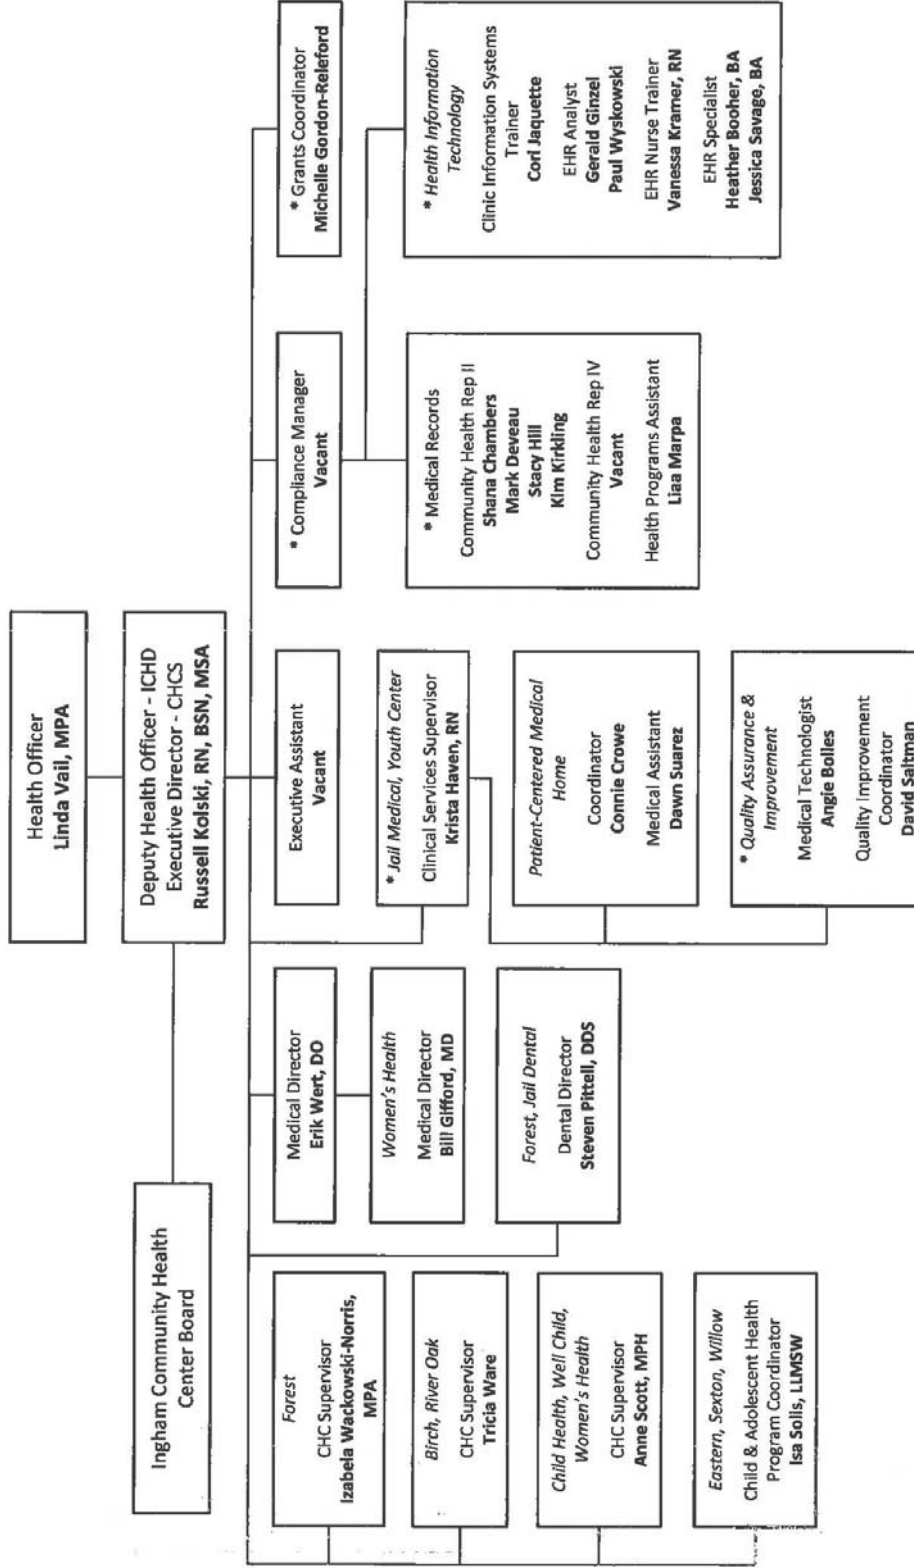 Health Officer
Linda Vail, MPA
Deputy Health Officer - ICHD
Executive Director - CHCS
Russell Kolski, RN, BSN, MSA
Ingham Community Health
Center Board
Forest
CHC Supervisor
Izabela Wackowski-Norris,
MPA
Birch, River Oak
CHC Supervisor
Tricia Ware
Child Health, Well Child,
Women's Health
CHC Supervisor
Anne Scott, MPH
Eastern, Sexton, Willow
Child & Adolescent Health
Program Coordinator
Isa Solis, LLMSW
Medical Director
Erik Wert, DO
Women's Health
Medical Director
Bill Gifford, MD
Forest, Jail Dental
Dental Director
Steven Pittell, DDS
Executive Assistant
Vacant
* Jail Medical, Youth Center
Clinical Services Supervisor
Krista Haven, RN
Patient-Centered Medical
Home
Coordinator
Connie Crowe
Medical Assistant
Dawn Suarez
* Quality Assurance &
Improvement
Medical Technologist
Angie Bolles
Quality Improvement
Coordinator
David Saltman
* Compliance Manager
Vacant
* Medical Records
Community Health Rep II
Shana Chambers
Mark Deveau
Stacy Hill
Kim Kirkling
Community Health Rep IV
Vacant
Health Programs Assistant
Liaa Marpa
* Grants Coordinator
Michelle Gordon-Releford
* Health Information
Technology
Clinic Information Systems
Trainer
Cori Jaquette
EHR Analyst
Gerald Ginzel
Paul Wyskowski
EHR Nurse Trainer
Vanessa Kramer, RN
EHR Specialist
Heather Booher, BA
Jessica Savage, BA